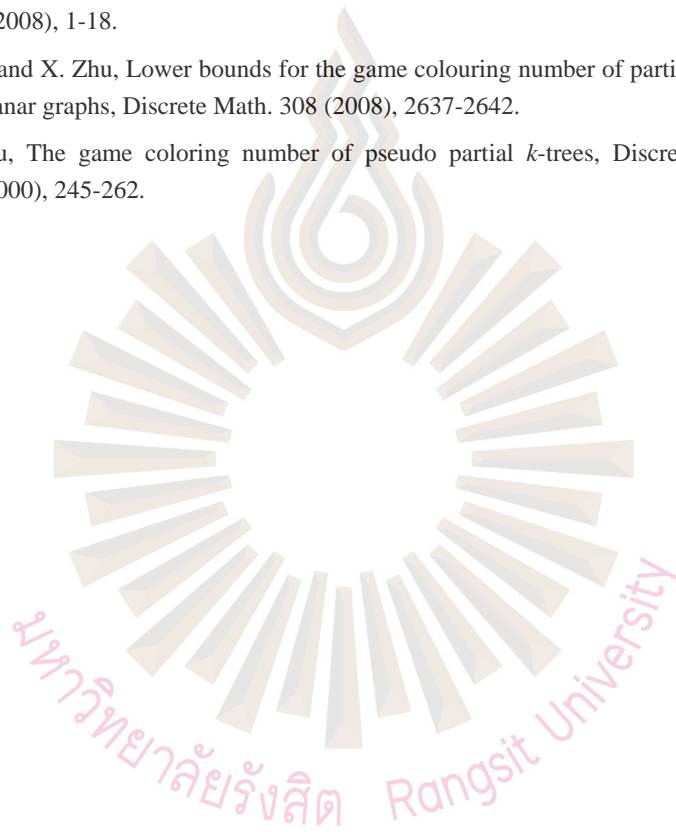 2008), 1-18.
and X. Zhu, Lower bounds for the game colouring number of parti
anar graphs, Discrete Math. 308 (2008), 2637-2642.
u, The game coloring number of pseudo partial k-trees, Discre
000), 245-262.
มหาวิทยาลัยรังสิต Rangsit University